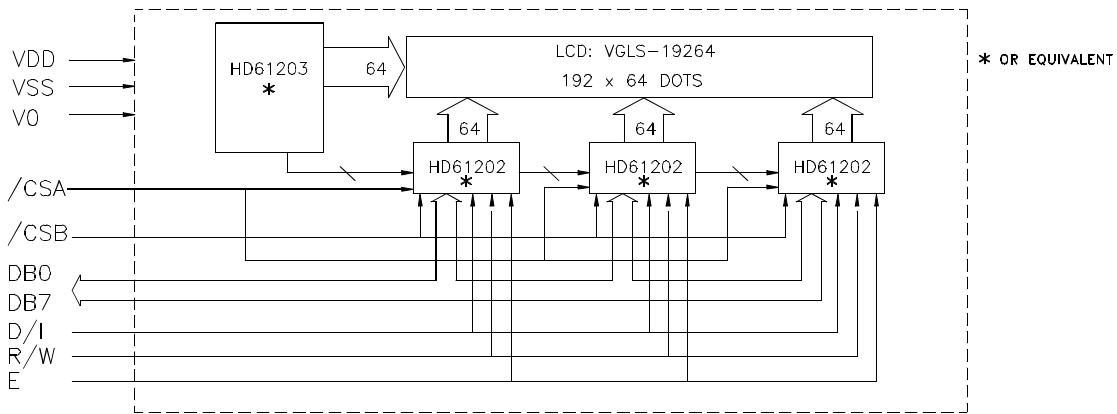 VDD
VSS
V0
/CSA
/CSB
DB0
DB7
D/I
R/W
E
HD61203
*
64
LCD: VGLS-19264
192 x 64 DOTS
64
64
64
HD61202
*
HD61202
*
HD61202
*
* OR EQUIVALENT